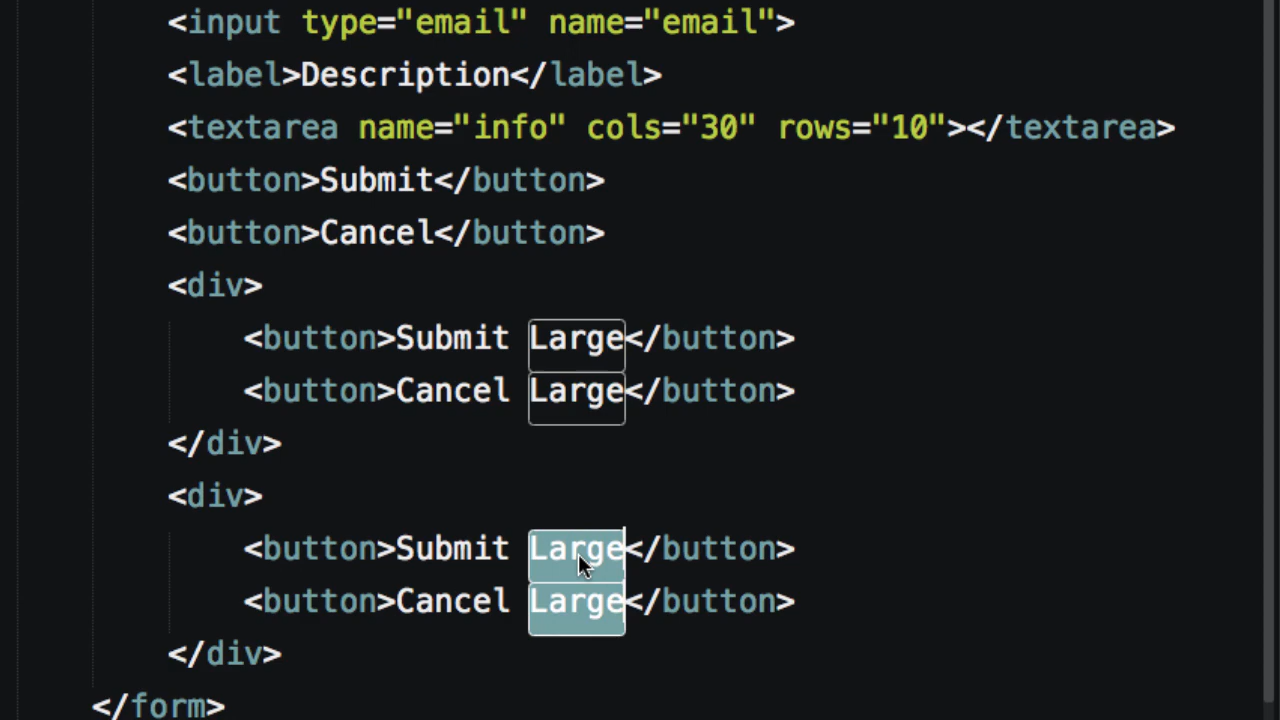 <input type="email" name="email">
<label>Description</label>
<textarea name="info" cols="30" rows="10"></textarea>
<button>Submit</button>
<button>Cancel</button>
<div>
<button>Submit Large</button>
<button>Cancel Large</button>
</div>
<div>
<button>Submit Large</button>
<button>Cancel Large</button>
</div>
</form>